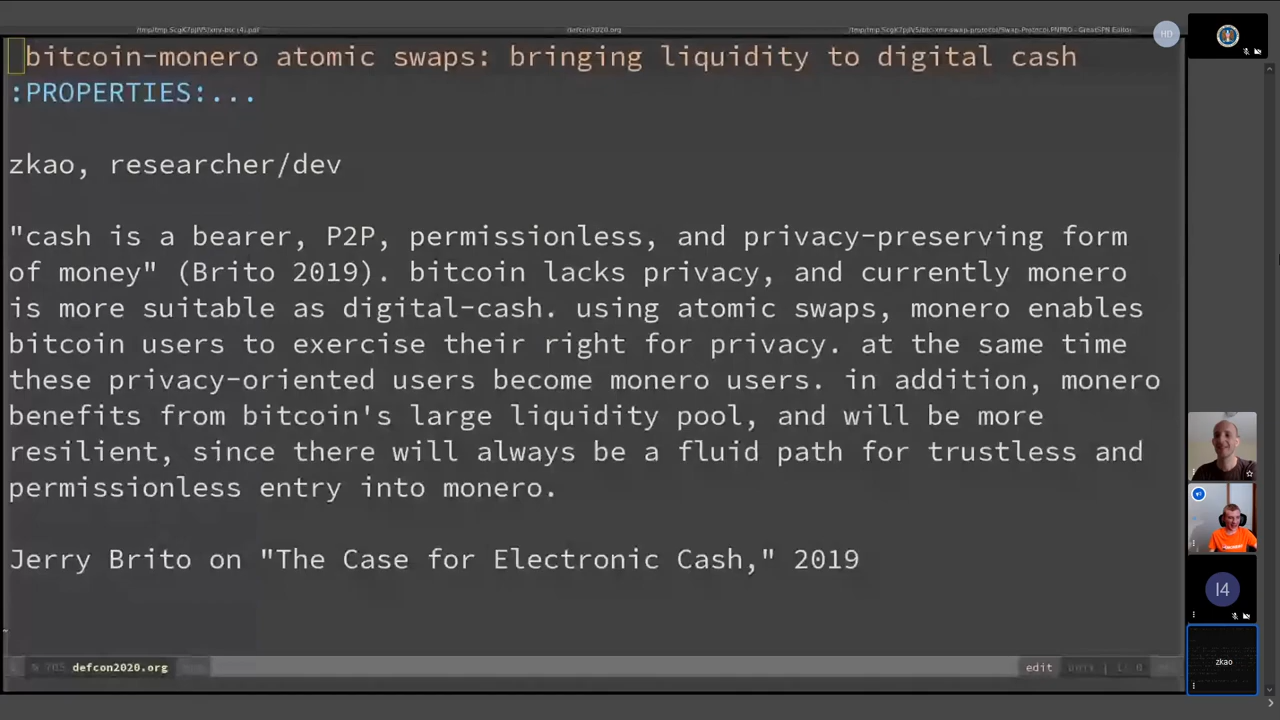 defcon2020.org
HD
bitcoin-monero atomic swaps: bringing liquidity to digital cash
:PROPERTIES:...
zkao, researcher/dev
"cash is a bearer, P2P, permissionless, and privacy-preserving form
of money" (Brito 2019). bitcoin lacks privacy, and currently monero
is more suitable as digital-cash. using atomic swaps, monero enables
bitcoin users to exercise their right for privacy. at the same time
these privacy-oriented users become monero users. in addition, monero
benefits from bitcoin's large liquidity pool, and will be more
resilient, since there will always be a fluid path for trustless and
permissionless entry into monero.
Jerry Brito on "The Case for Electronic Cash," 2019
I4
zkao
defcon2020.org
edit